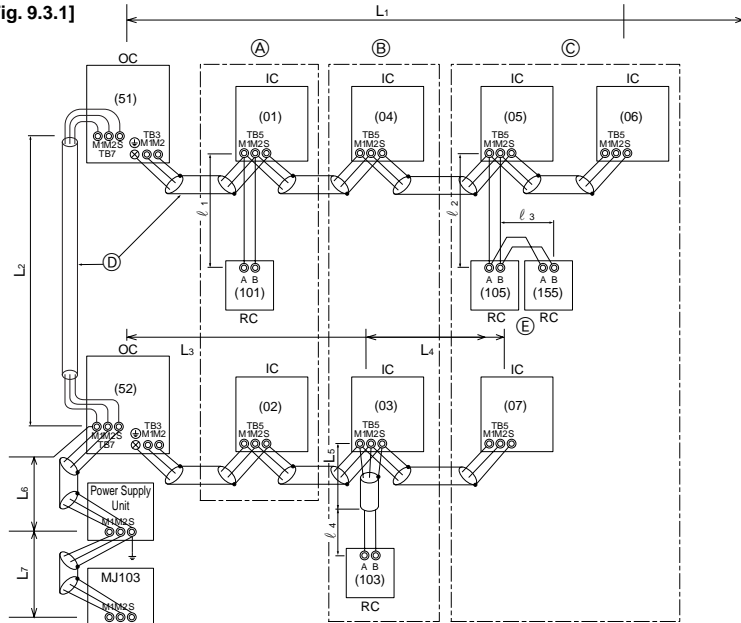 ig. 9.3.1]
L1
A
B
C
OC
IC
IC
IC
IC
(51)
(01)
(04)
(05)
(06)
TB3
M1M2S
M1M2
TB7
TB5
M1M2S
TB5
M1M2S
TB5
M1M2S
TB5
M1M2S
L2
D
ℓ1
ℓ2
ℓ3
A B
(101)
RC
A B
(105)
RC
A B
(155)
RC
E
L3
L4
OC
IC
IC
IC
(52)
(02)
(03)
(07)
TB3
M1M2S
M1M2
TB7
TB5
M1M2S
TB5
M1M2S
TB5
M1M2S
L5
L6
Power Supply
Unit
M1M2S
ℓ4
A B
(103)
RC
L7
MJ103
M1M2S